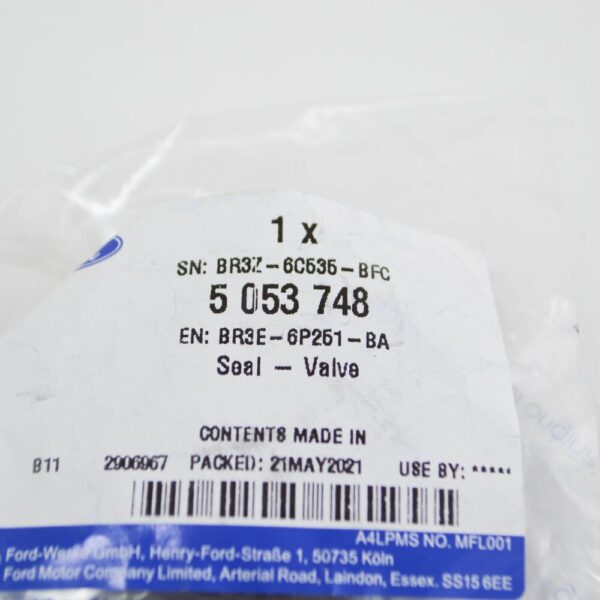 1 x
SN: BR3Z-6C535-BFC
5 053 748
EN: BR3E-6P251-BA
Seal - Valve
CONTENTS MADE IN
B11 2906967 PACKED: 21MAY2021 USE BY: *****
A4LPMS NO. MFL001
Ford-Werke GmbH, Henry-Ford-Straße 1, 50735 Köln
Ford Motor Company Limited, Arterial Road, Laindon, Essex. SS15 6EE